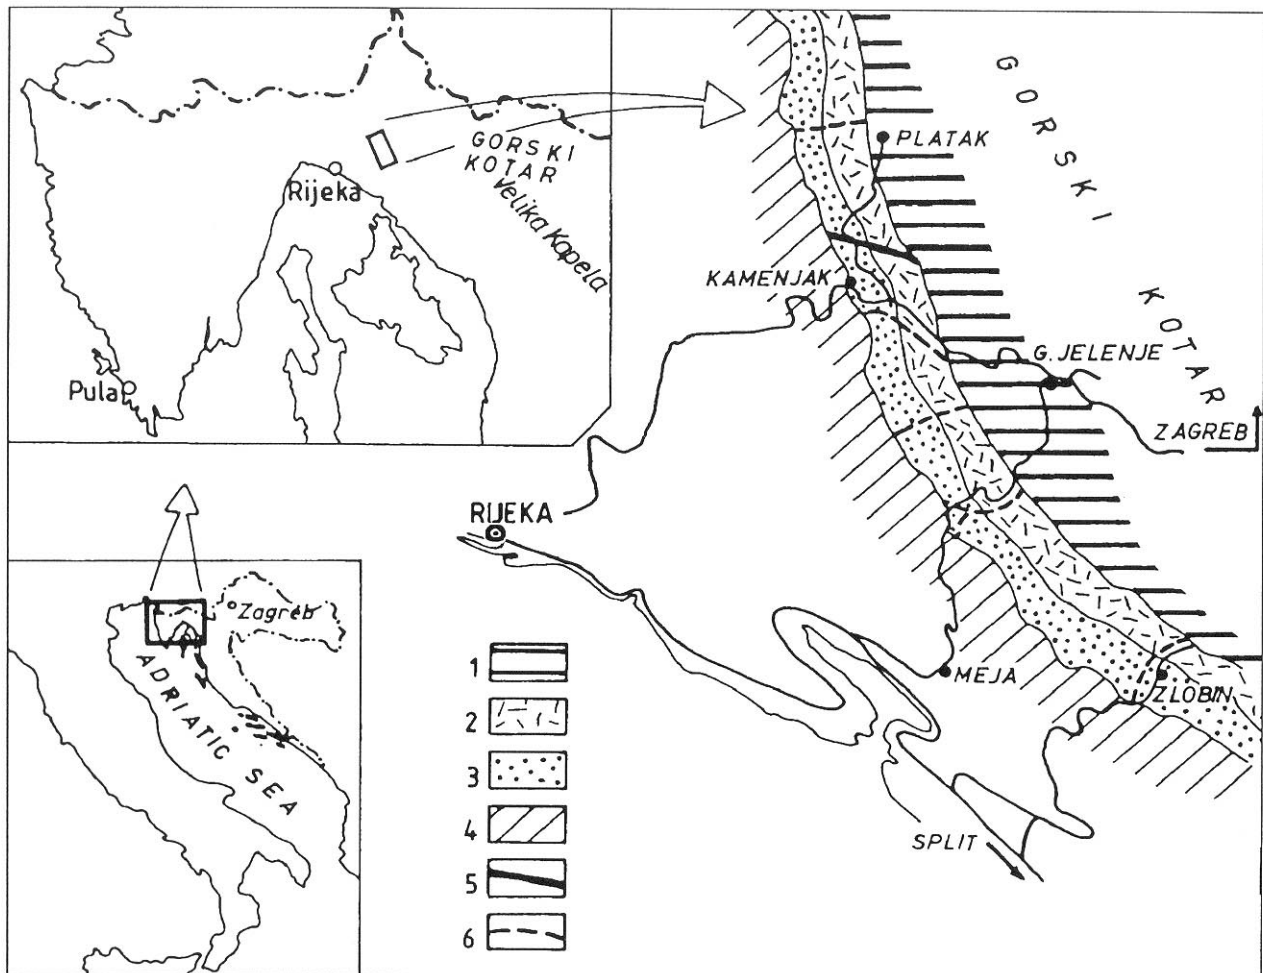 GORSKI
KOTAR
Velika Kapela
Rijeka
Pula
GORSKI KOTAR
PLATAK
KAMENJAK
G. JELENJE
ZAGREB
RIJEKA
MEJA
ZLOBIN
SPLIT
Zagreb
ADRIATIC SEA
1
2
3
4
5
6